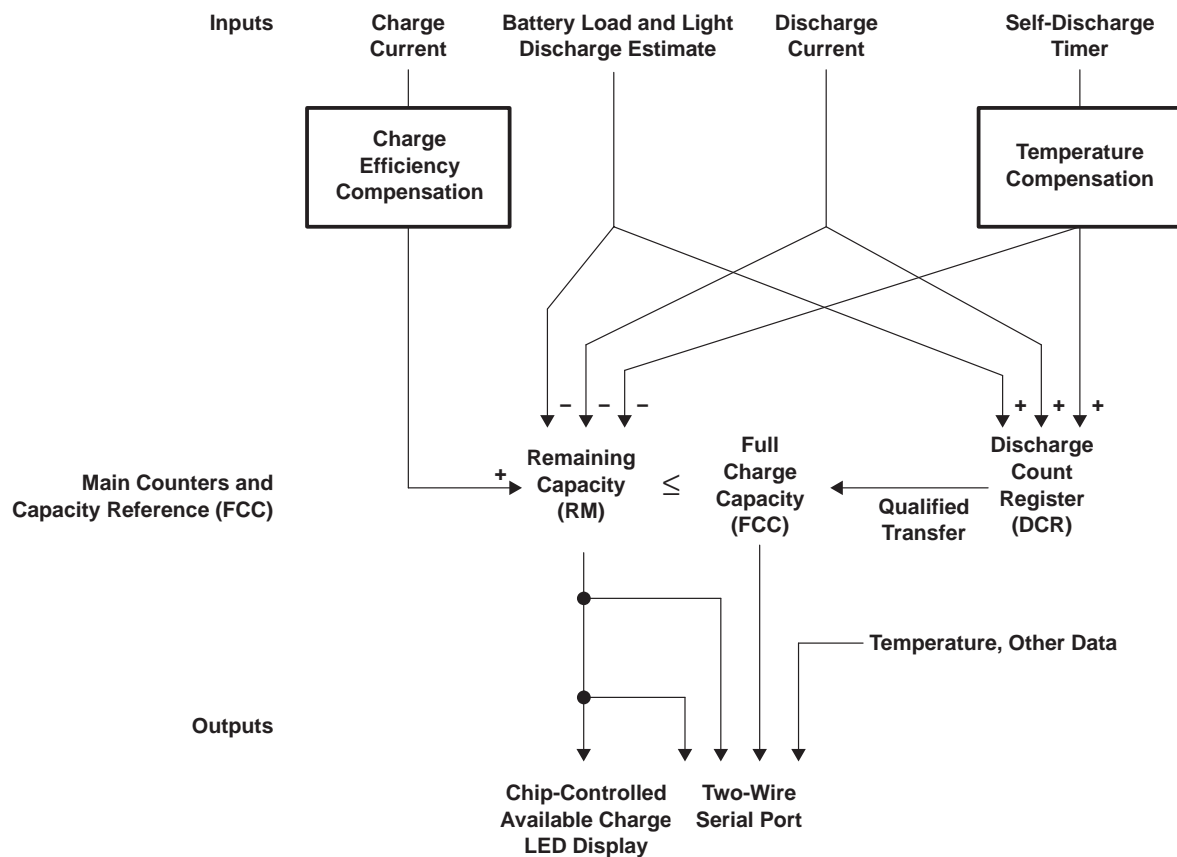 Inputs
Charge
Current
Battery Load and Light
Discharge Estimate
Discharge
Current
Self-Discharge
Timer
Charge
Efficiency
Compensation
Temperature
Compensation
– – –
+ + +
Main Counters and
Capacity Reference (FCC)
+
Remaining
Capacity
(RM)
≤
Full
Charge
Capacity
(FCC)
Qualified
Transfer
Discharge
Count
Register
(DCR)
Temperature, Other Data
Outputs
Chip-Controlled
Available Charge
LED Display
Two-Wire
Serial Port